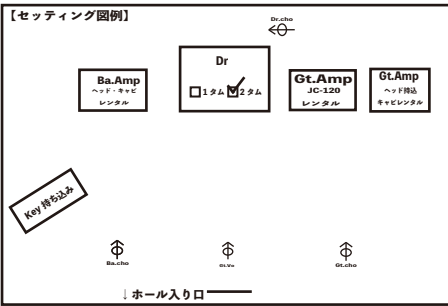 【セッティング図例】
Dr.cho
Dr
1タム 2タム
Ba.Amp
ヘッド・キャビ
レンタル
Gt.Amp
JC-120
レンタル
Gt.Amp
ヘッド持込
キャビレンタル
Key 持ち込み
Ba.cho
Gt.Vo
Gt.cho
↓ホール入り口